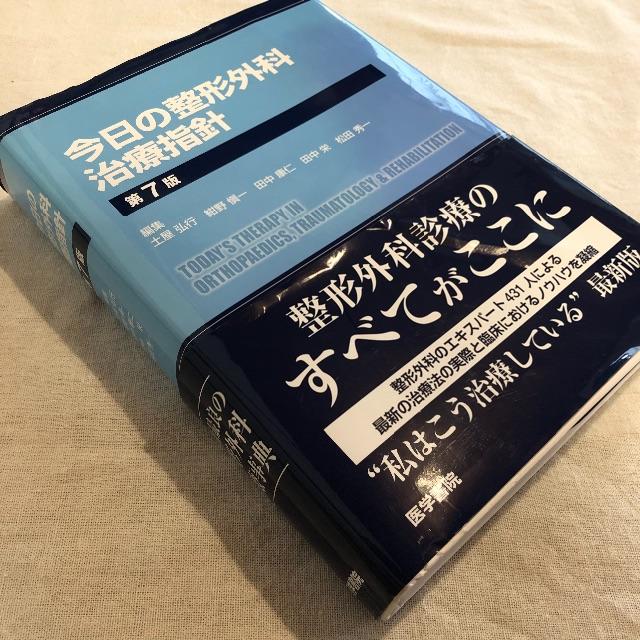 今日の整形外科
治療指針
第7版
編集
土屋 弘行 紺野 愼一 田中 康仁 田中 栄 松田 秀一
TODAY'S THERAPY IN
ORTHOPAEDICS, TRAUMATOLOGY & REHABILITATION
整形外科診療の
すべてがここに
整形外科のエキスパート431人による
最新の治療法の実際と臨床におけるノウハウを凝縮
“私はこう治療している” 最新版
医学書院